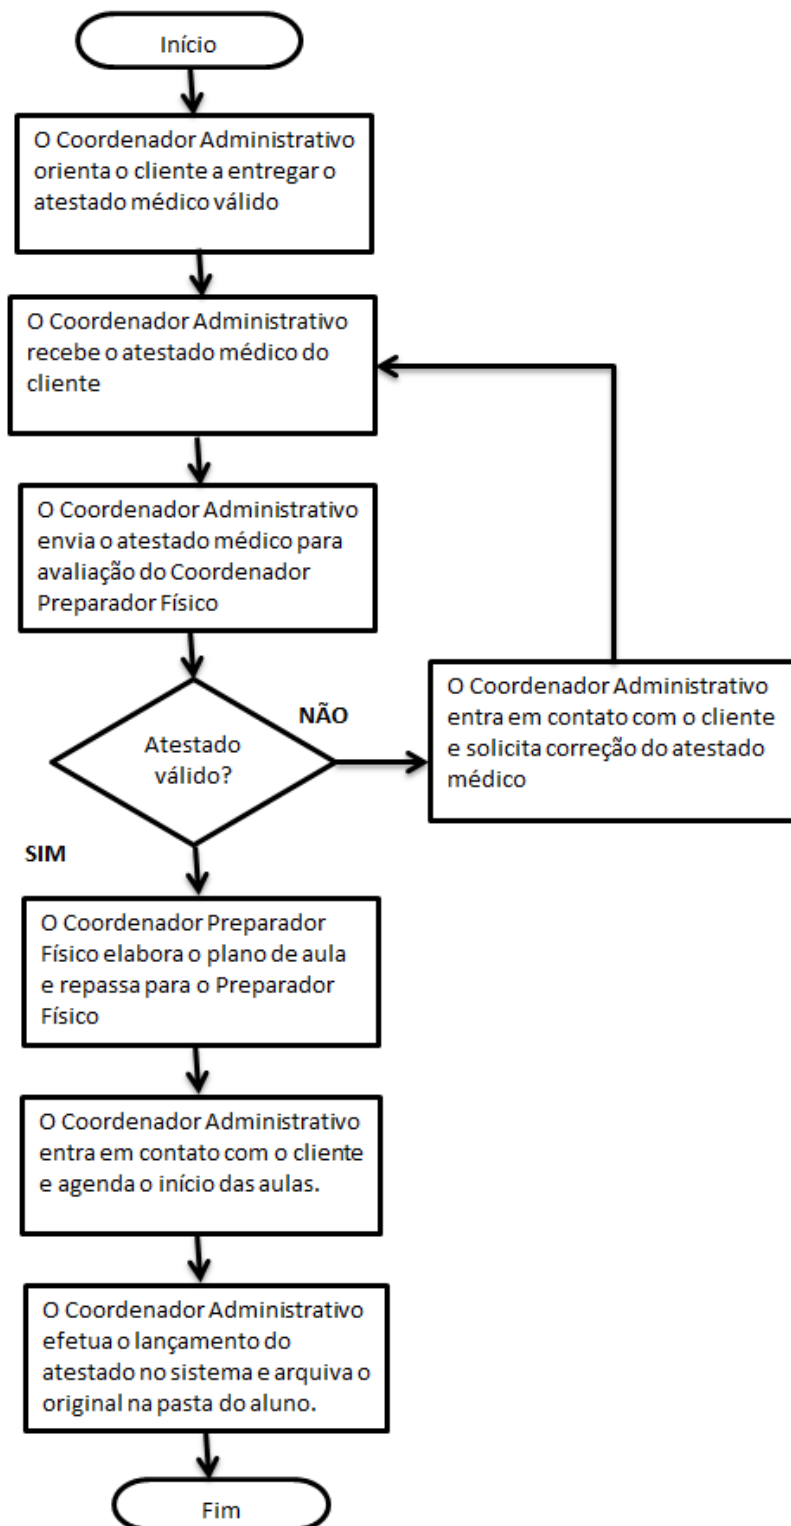 Início
O Coordenador Administrativo
orienta o cliente a entregar o
atestado médico válido
O Coordenador Administrativo
recebe o atestado médico do
cliente
O Coordenador Administrativo
envia o atestado médico para
avaliação do Coordenador
Preparador Físico
Atestado
válido?
NÃO
O Coordenador Administrativo
entra em contato com o cliente
e solicita correção do atestado
médico
SIM
O Coordenador Preparador
Físico elabora o plano de aula
e repassa para o Preparador
Físico
O Coordenador Administrativo
entra em contato com o cliente
e agenda o início das aulas.
O Coordenador Administrativo
efetua o lançamento do
atestado no sistema e arquiva o
original na pasta do aluno.
Fim